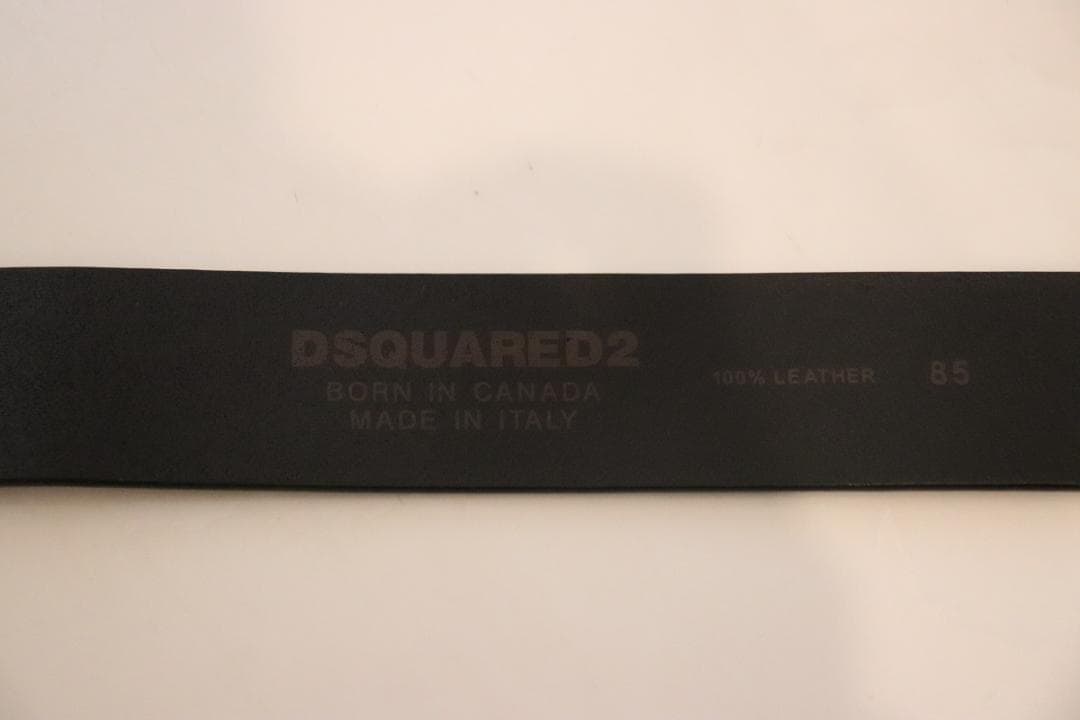 DSQUARED2
BORN IN CANADA
MADE IN ITALY
100% LEATHER
85